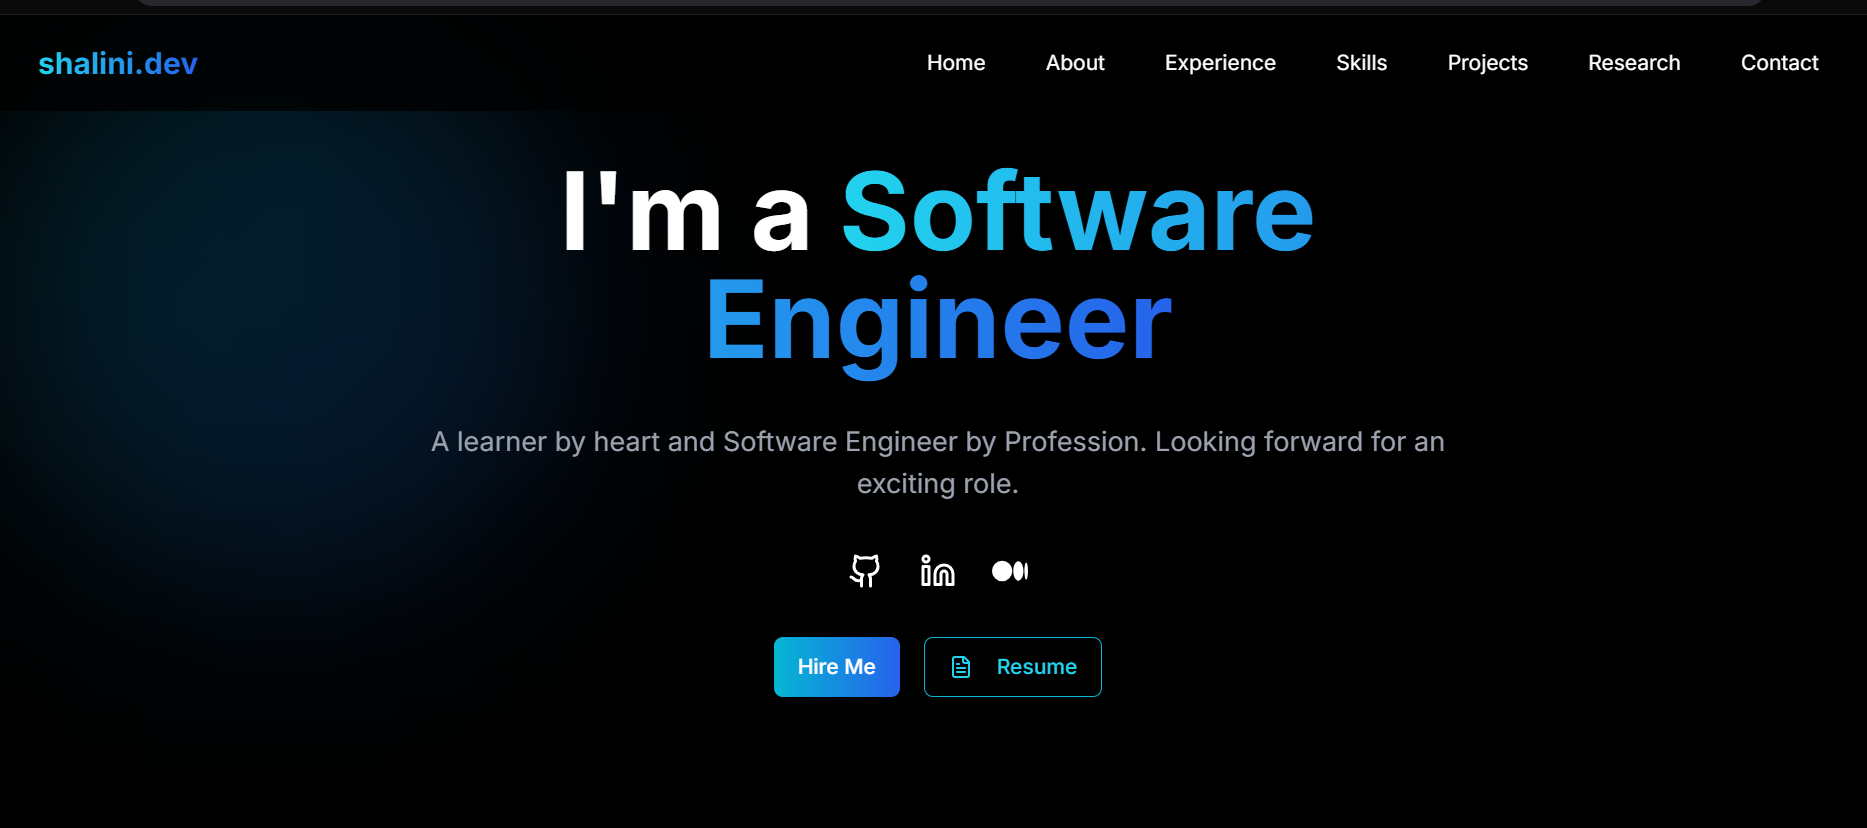 shalini.dev
Home About Experience Skills Projects Research Contact
I'm a Software
Engineer
A learner by heart and Software Engineer by Profession. Looking forward for an
exciting role.
Hire Me
Resume